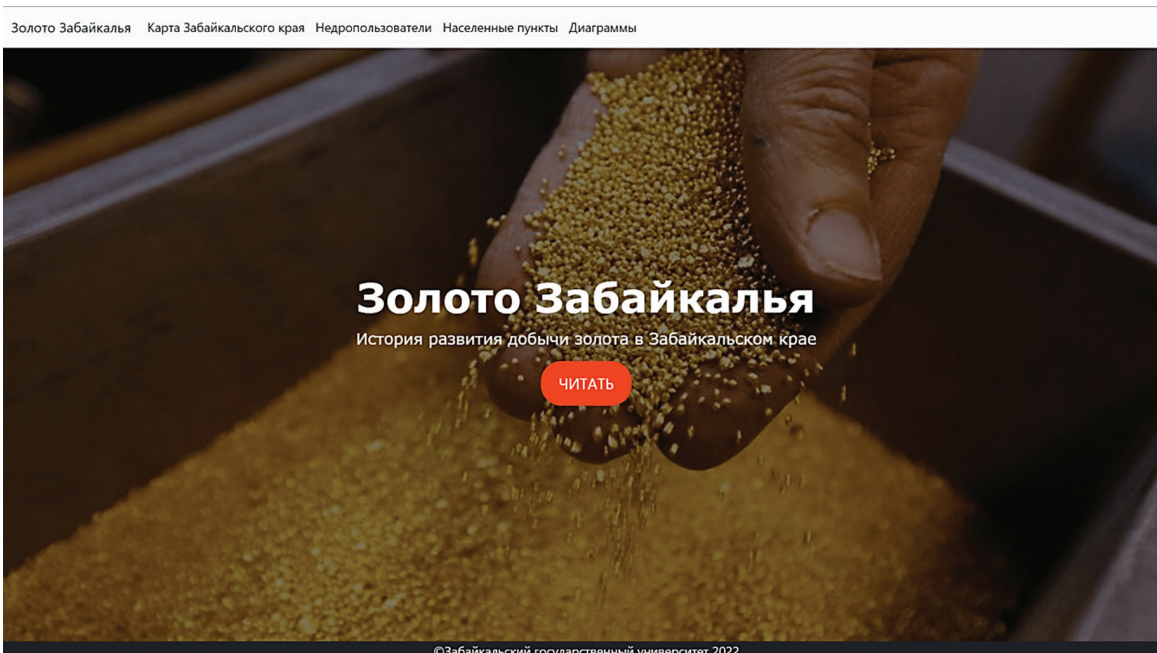 Золото Забайкалья Карта Забайкальского края Недропользователи Населенные пункты Диаграммы
Золото Забайкалья
История развития добычи золота в Забайкальском крае
ЧИТАТЬ
©Забайкальский государственный университет 2022